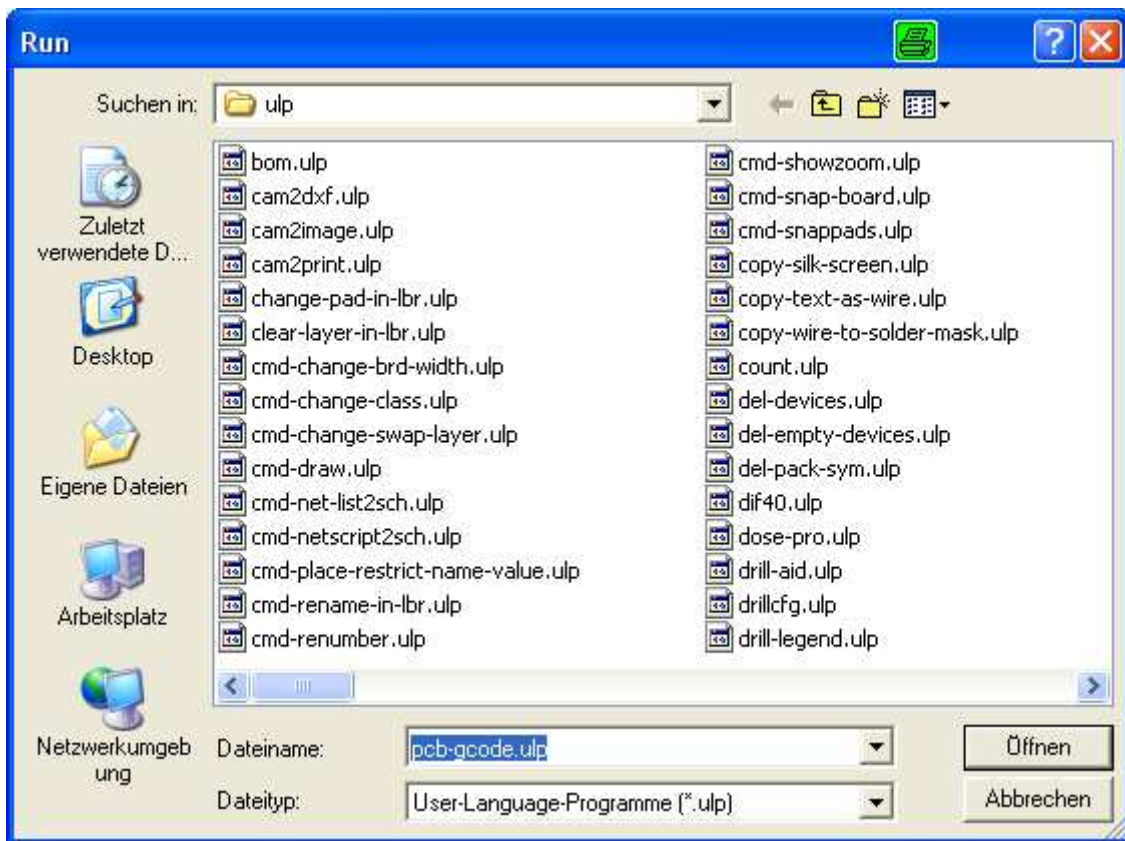 Run
Suchen in:
ulp
Zuletzt
verwendete D...
Desktop
Eigene Dateien
Arbeitsplatz
Netzwerkumgeb
ung
bom.ulp
cam2dxf.ulp
cam2image.ulp
cam2print.ulp
change-pad-in-lbr.ulp
clear-layer-in-lbr.ulp
cmd-change-brd-width.ulp
cmd-change-class.ulp
cmd-change-swap-layer.ulp
cmd-draw.ulp
cmd-net-list2sch.ulp
cmd-netscript2sch.ulp
cmd-place-restrict-name-value.ulp
cmd-rename-in-lbr.ulp
cmd-renumber.ulp
cmd-showzoom.ulp
cmd-snap-board.ulp
cmd-snappads.ulp
copy-silk-screen.ulp
copy-text-as-wire.ulp
copy-wire-to-solder-mask.ulp
count.ulp
del-devices.ulp
del-empty-devices.ulp
del-pack-sym.ulp
dif40.ulp
dose-pro.ulp
drill-aid.ulp
drillcfg.ulp
drill-legend.ulp
Dateiname:
pcb-gcode.ulp
Öffnen
Dateityp:
User-Language-Programme (*.ulp)
Abbrechen